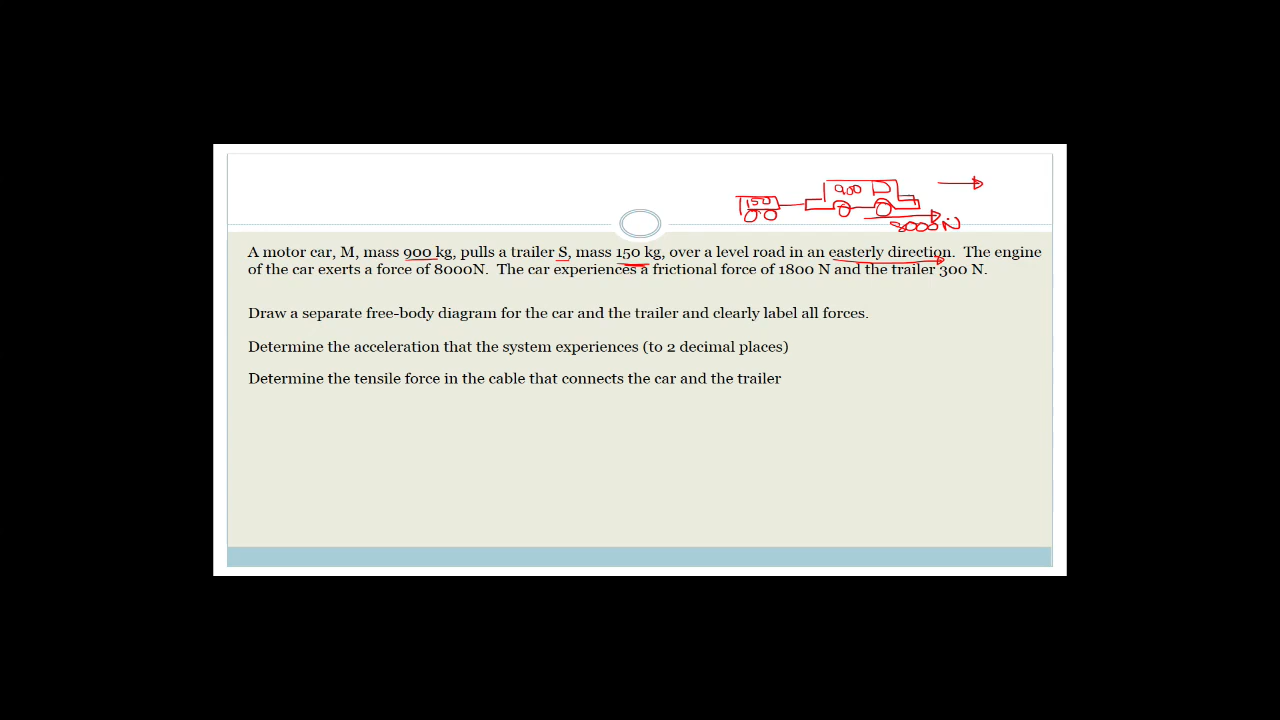 150
900
8000N
A motor car, M, mass 900 kg, pulls a trailer S, mass 150 kg, over a level road in an easterly direction.  The engine
of the car exerts a force of 8000N.  The car experiences a frictional force of 1800 N and the trailer 300 N.
Draw a separate free-body diagram for the car and the trailer and clearly label all forces.
Determine the acceleration that the system experiences (to 2 decimal places)
Determine the tensile force in the cable that connects the car and the trailer